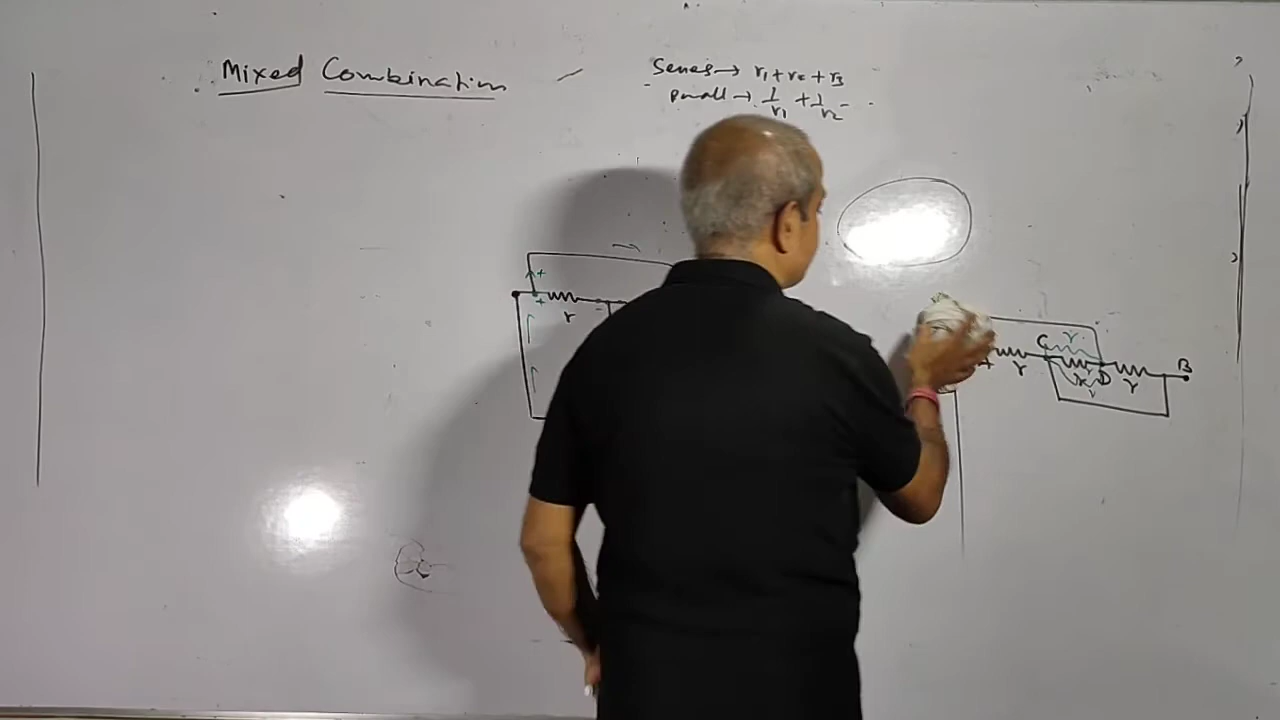 Mixed Combination
Series → r1 + r2 + r3
Parall → 1/r1 + 1/r2
+
+ r -
r
C r D r B
r
r